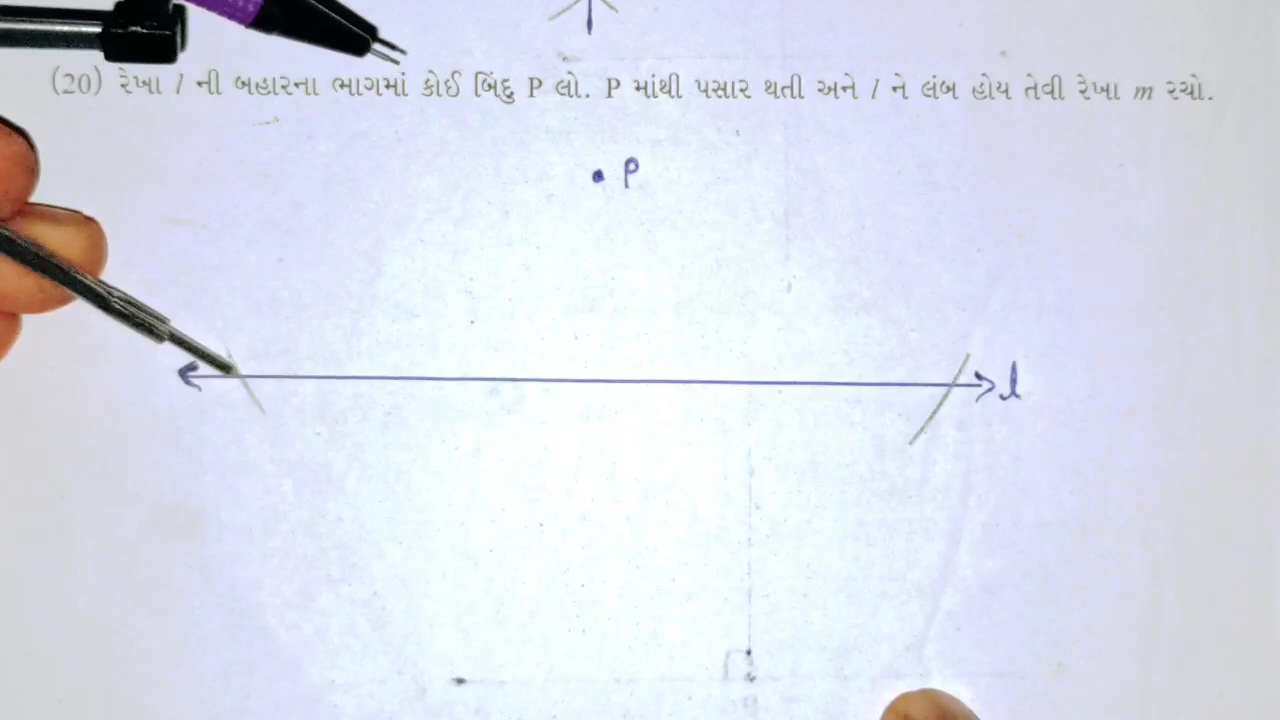 (20) રેખા l ની બહારના ભાગમાં કોઈ બિંદુ P લો. P માંથી પસાર થતી અને l ને લંબ હોય તેવી રેખા m રચો.
P
l